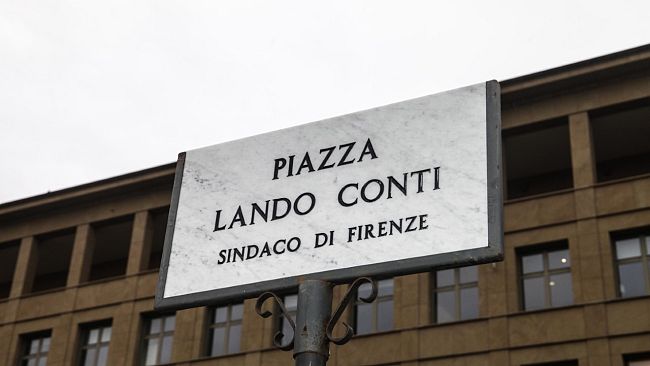 PIAZZA
LANDO CONTI
SINDACO DI FIRENZE